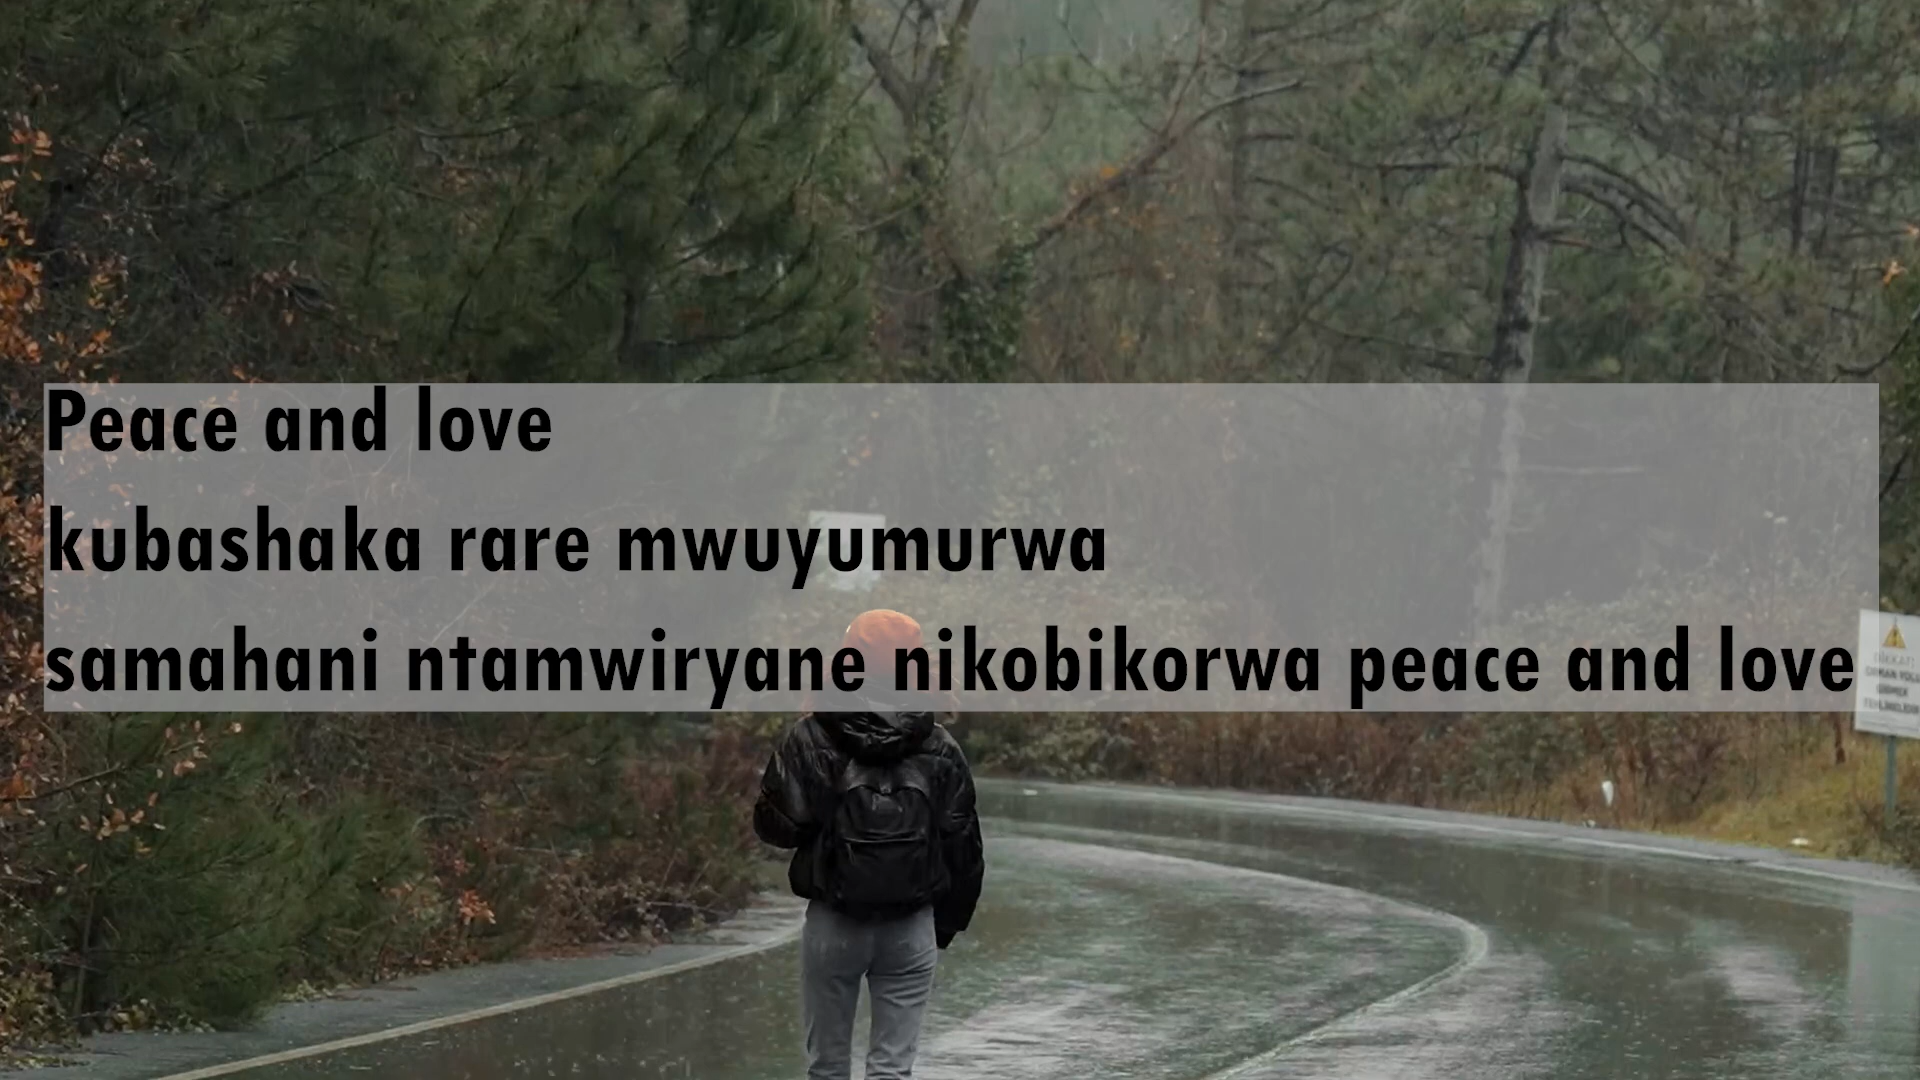 Peace and love
kubashaka rare mwuyumurwa
samahani ntamwiryane nikobikorwa peace and love